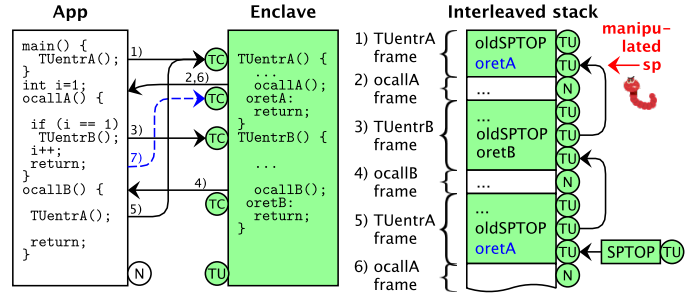 App
main() {
TUentrA();
}
int i=1;
ocallA() {
if (i == 1)
TUentrB();
i++;
return;
}
ocallB() {
TUentrA();
return;
}
N
1)
2,6)
3)
7)
4)
5)
Enclave
TC
TUentrA() {
...
ocallA();
TC
oretA:
return;
}
TC
TUentrB() {
...
ocallB();
TC
oretB:
return;
}
TU
Interleaved stack
1) TUentrA
frame
oldSPTOP
oretA
TU
TU
2) ocallA
frame
...
N
3) TUentrB
frame
...
oldSPTOP
oretB
TU
TU
TU
4) ocallB
frame
...
N
5) TUentrA
frame
...
oldSPTOP
oretA
TU
TU
TU
6) ocallA
frame
N
SPTOP
TU
manipu-
lated
sp